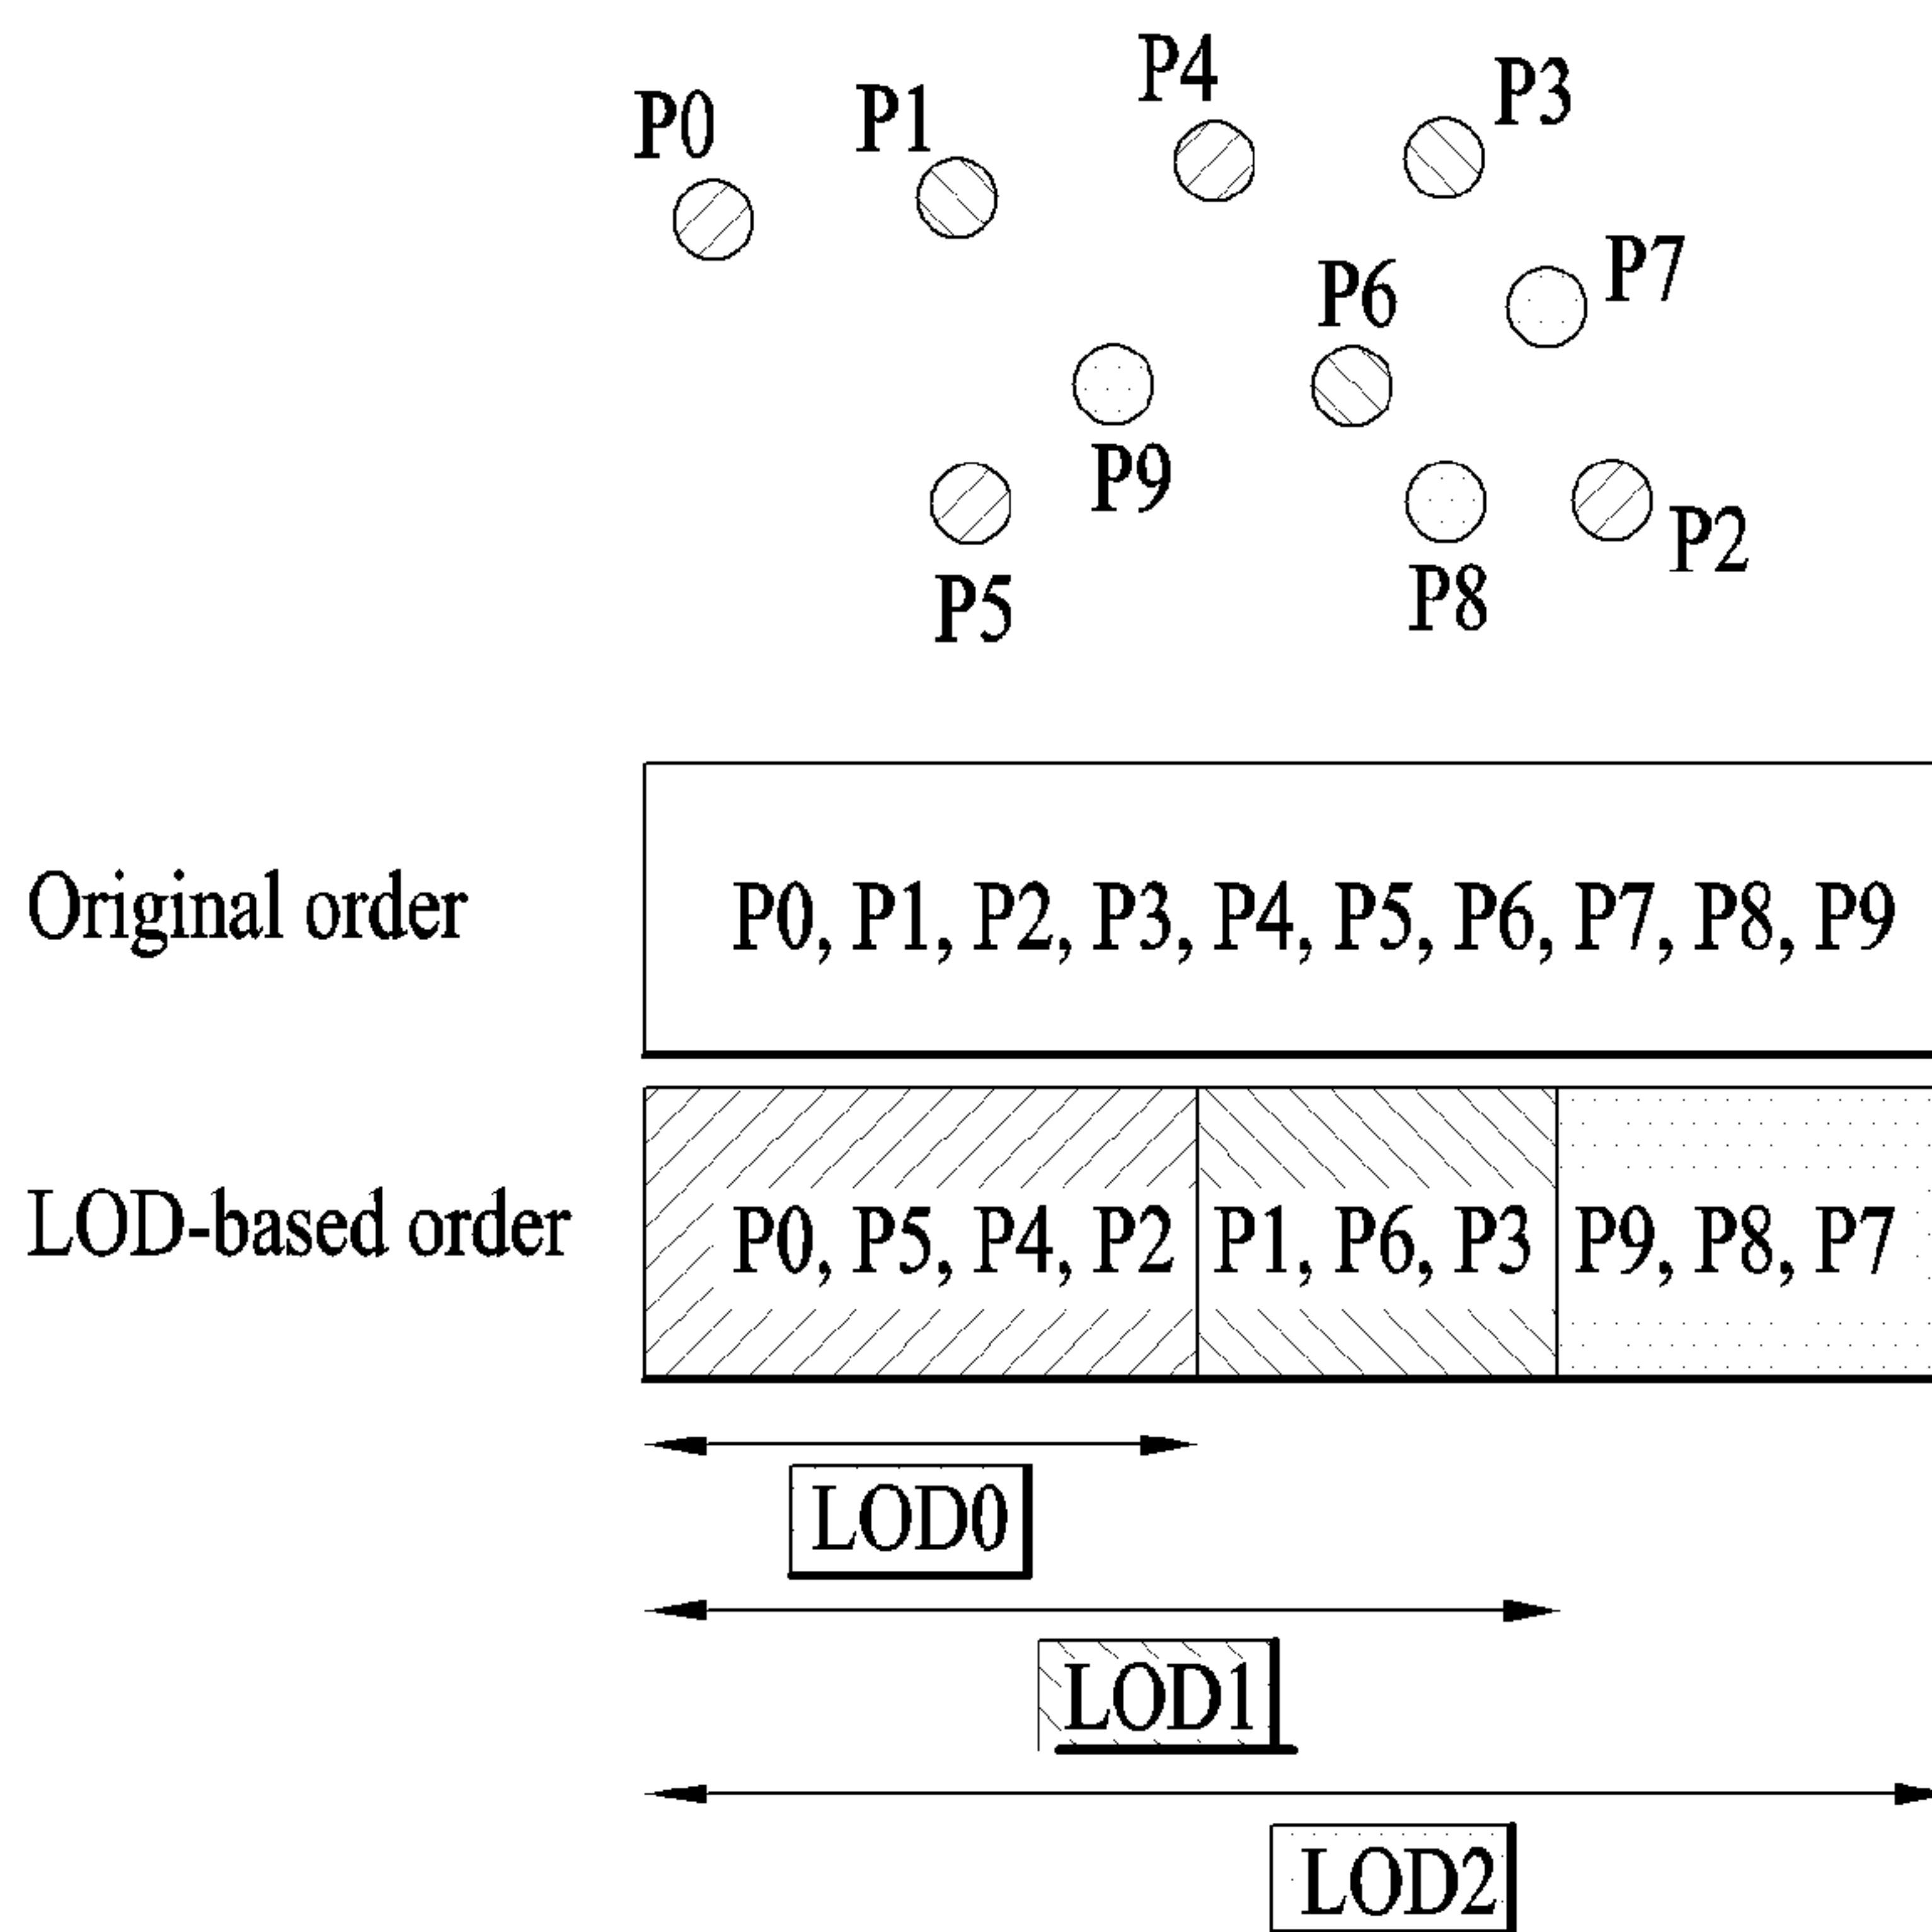 P4
P3
P0
P1
P7
P6
P9
P2
P5
P8
Original order
P0, P1, P2, P3, P4, P5, P6, P7, P8, P9
LOD-based order
P0, P5, P4, P2
P1, P6, P3
P9, P8, P7
LOD0
LOD1
LOD2